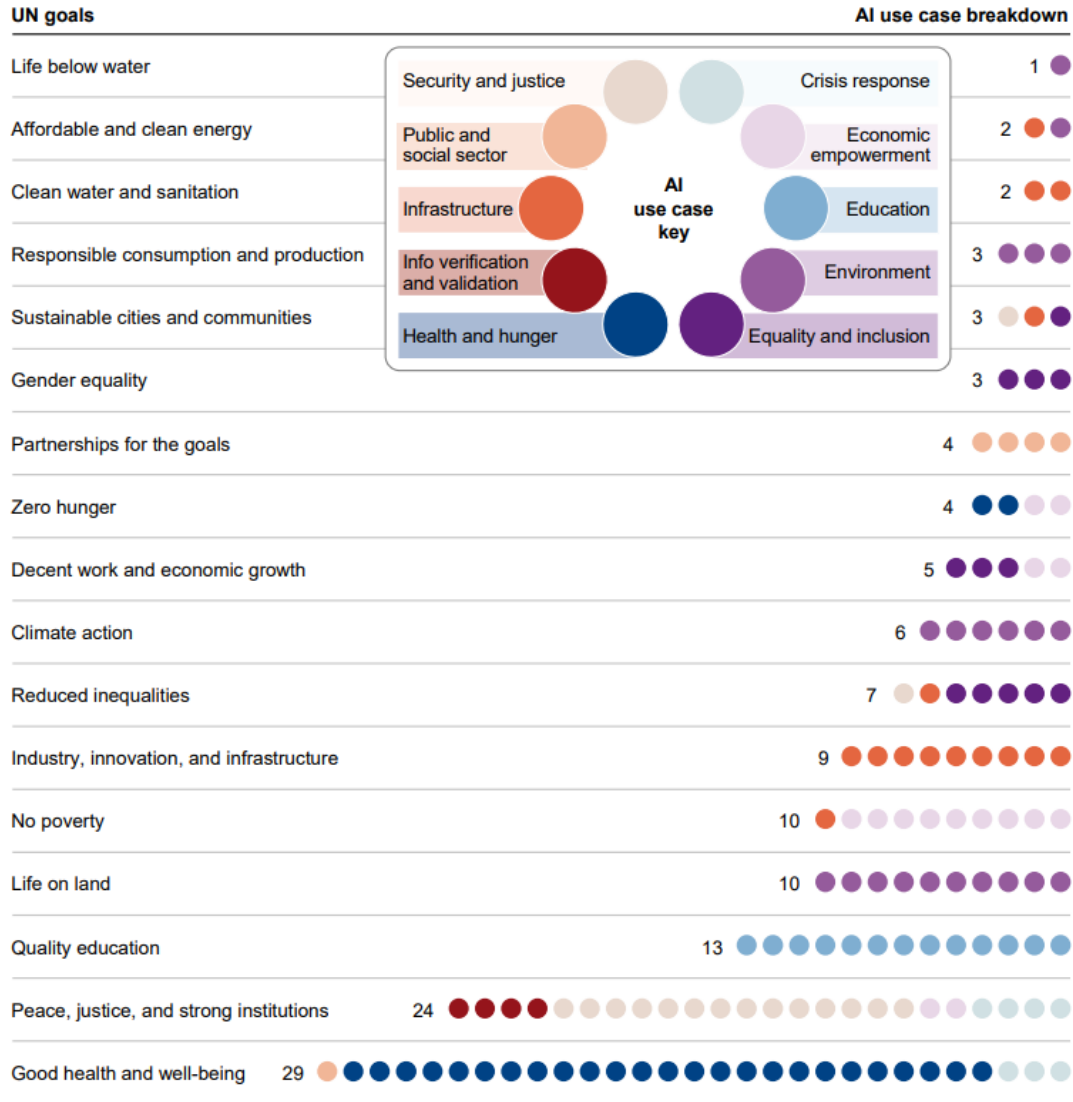 UN goals
AI use case breakdown
Life below water
1
Affordable and clean energy
2
Clean water and sanitation
2
Responsible consumption and production
3
Sustainable cities and communities
3
Gender equality
3
Security and justice
Crisis response
Public and
social sector
Economic
empowerment
Infrastructure
Education
Info verification
and validation
Environment
Health and hunger
Equality and inclusion
AI
use case
key
Partnerships for the goals
4
Zero hunger
4
Decent work and economic growth
5
Climate action
6
Reduced inequalities
7
Industry, innovation, and infrastructure
9
No poverty
10
Life on land
10
Quality education
13
Peace, justice, and strong institutions
24
Good health and well-being
29